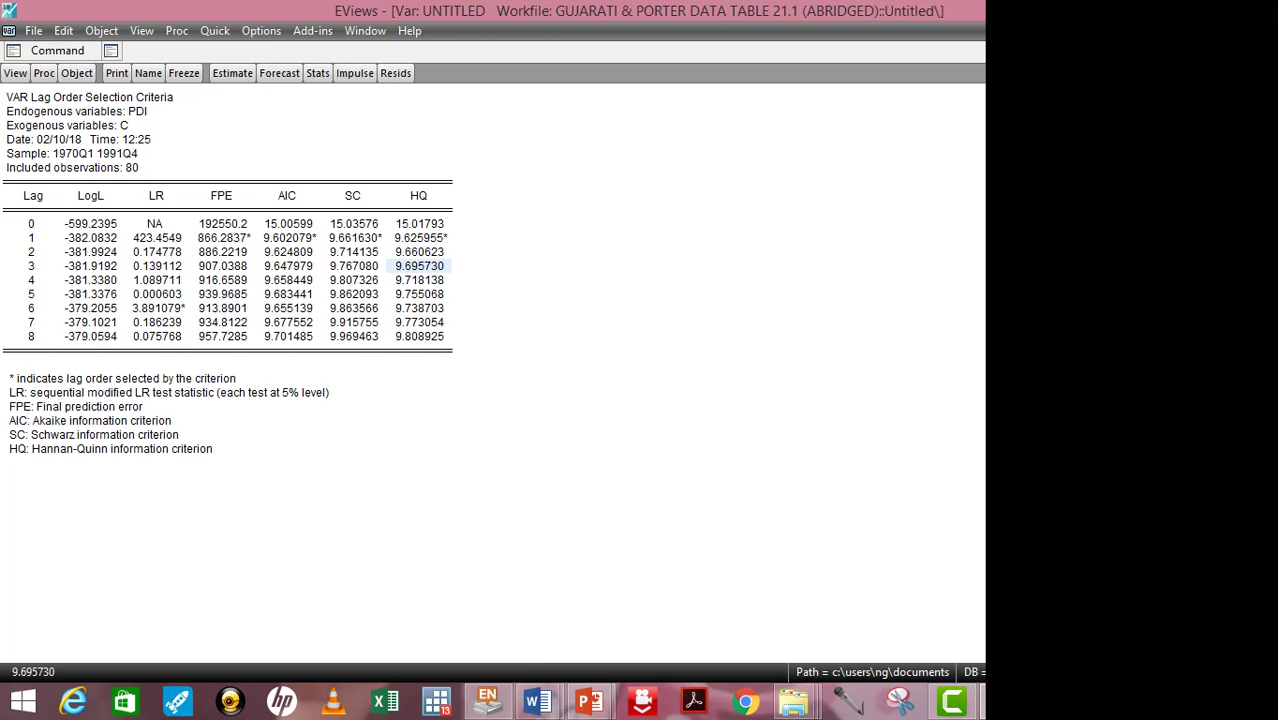 EViews - [Var: UNTITLED Workfile: GUJARATI & PORTER DATA TABLE 21.1 (ABRIDGED)::Untitled\]
var File Edit Object View Proc Quick Options Add-ins Window Help
Command
View Proc Object Print Name Freeze Estimate Forecast Stats Impulse Resids
VAR Lag Order Selection Criteria
Endogenous variables: PDI
Exogenous variables: C
Date: 02/10/18 Time: 12:25
Sample: 1970Q1 1991Q4
Included observations: 80
Lag LogL LR FPE AIC SC HQ
0 -599.2395 NA 192550.2 15.00599 15.03576 15.01793
1 -382.0832 423.4549 866.2837* 9.602079* 9.661630* 9.625955*
2 -381.9924 0.174778 886.2219 9.624809 9.714135 9.660623
3 -381.9192 0.139112 907.0388 9.647979 9.767080 9.695730
4 -381.3380 1.089711 916.6589 9.658449 9.807326 9.718138
5 -381.3376 0.000603 939.9685 9.683441 9.862093 9.755068
6 -379.2055 3.891079* 913.8901 9.655139 9.863566 9.738703
7 -379.1021 0.186239 934.8122 9.677552 9.915755 9.773054
8 -379.0594 0.075768 957.7285 9.701485 9.969463 9.808925
* indicates lag order selected by the criterion
LR: sequential modified LR test statistic (each test at 5% level)
FPE: Final prediction error
AIC: Akaike information criterion
SC: Schwarz information criterion
HQ: Hannan-Quinn information criterion
9.695730 Path = c:\users\ng\documents DB =
hp 13 EN